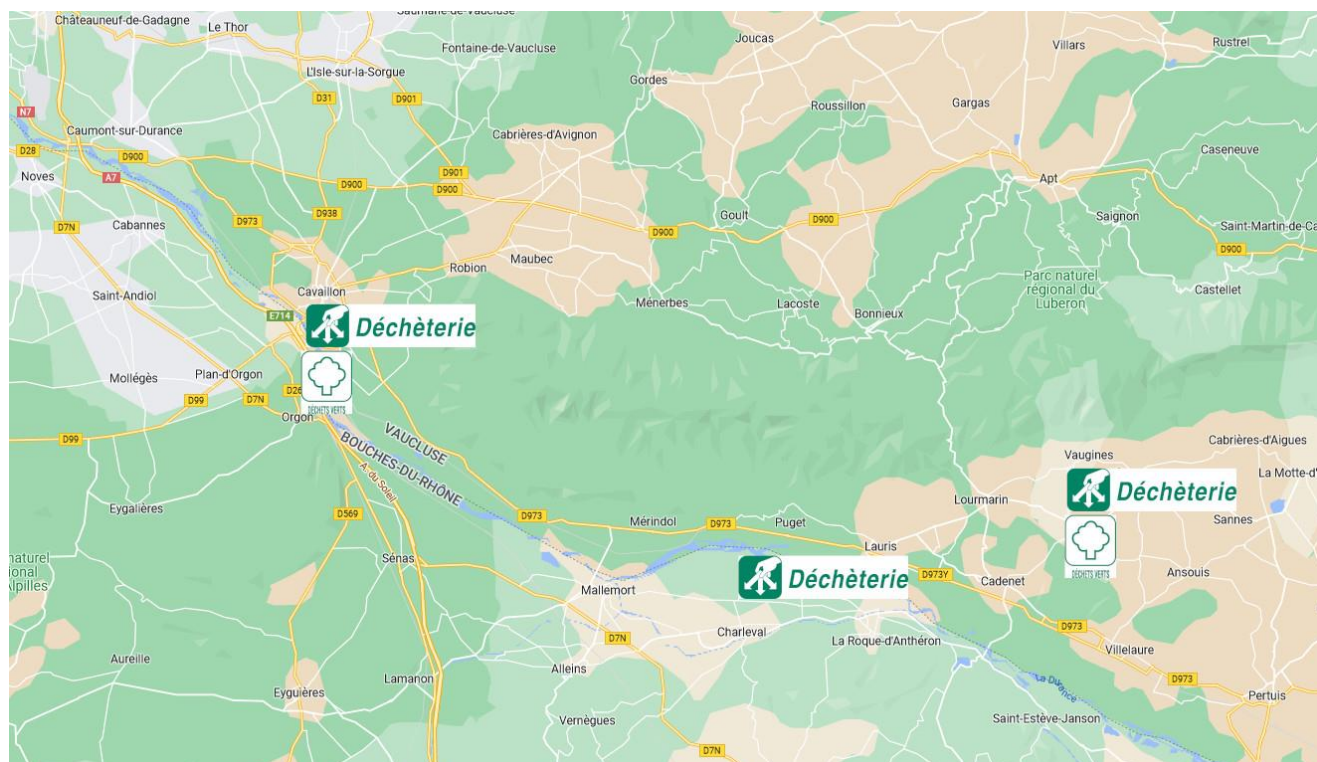 Saumane-de-Vaucluse
Châteauneuf-de-Gadagne
Le Thor
Fontaine-de-Vaucluse
Joucas
Villars
Rustrel
L'Isle-sur-la-Sorgue
Gordes
D31
D901
Roussillon
Gargas
N7
Caumont-sur-Durance
Cabrières-d'Avignon
D28
D900
Caseneuve
Noves
A7
D901
D900
D900
Apt
D973
D938
Goult
D900
Saignon
D7N
Cabannes
D900
Saint-Martin-de-Ca
D900
Robion
Maubec
Parc naturel
régional du
Luberon
Saint-Andiol
Cavaillon
Ménerbes
Lacoste
Bonnieux
Castellet
E714
Déchèterie
Mollégès
Plan-d'Orgon
D26
D99
D7N
DÉCHETS VERTS
Orgon
D99
VAUCLUSE
BOUCHES-DU-RHÔNE
A. du Soleil
Cabrières-d'Aigues
Vaugines
La Motte-d'
Déchèterie
Eygalières
D569
D973
Mérindol
D973
Puget
Lourmarin
Sannes
naturel
ional
Alpilles
Sénas
Lauris
Déchèterie
D973Y
Cadenet
DÉCHETS VERTS
Ansouis
Mallemort
D7N
Charleval
La Roque-d'Anthéron
D973
Villelaure
Aureille
Eyguières
Lamanon
Alleins
La Durance
D973
Pertuis
Vernègues
D7N
Saint-Estève-Janson